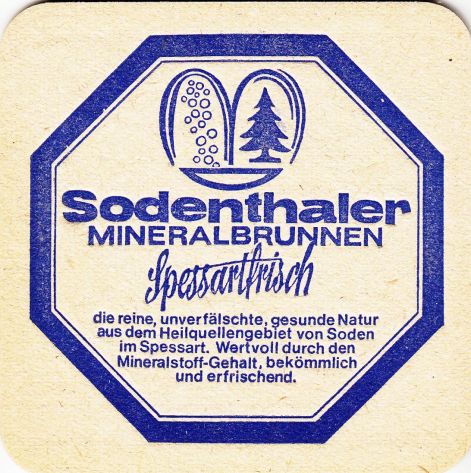 Sodenthaler
MINERALBRUNNEN
Spessartfrisch
die reine, unverfälschte, gesunde Natur
aus dem Heilquellengebiet von Soden
im Spessart. Wertvoll durch den
Mineralstoff-Gehalt, bekömmlich
und erfrischend.